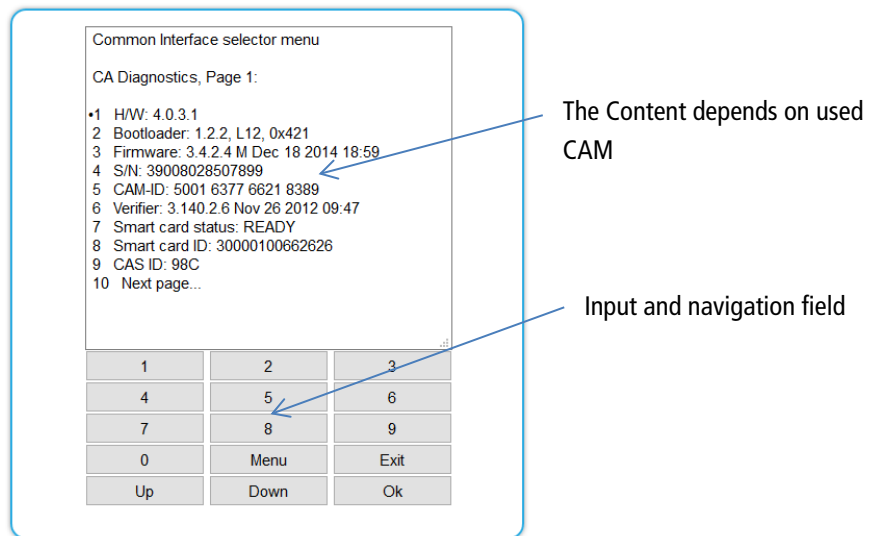 Common Interface selector menu
CA Diagnostics, Page 1:
•1 H/W: 4.0.3.1
2 Bootloader: 1.2.2, L12, 0x421
3 Firmware: 3.4.2.4 M Dec 18 2014 18:59
4 S/N: 39008028507899
5 CAM-ID: 5001 6377 6621 8389
6 Verifier: 3.140.2.6 Nov 26 2012 09:47
7 Smart card status: READY
8 Smart card ID: 30000100662626
9 CAS ID: 98C
10 Next page...
The Content depends on used
CAM
Input and navigation field
1 2 3
4 5 6
7 8 9
0 Menu Exit
Up Down Ok